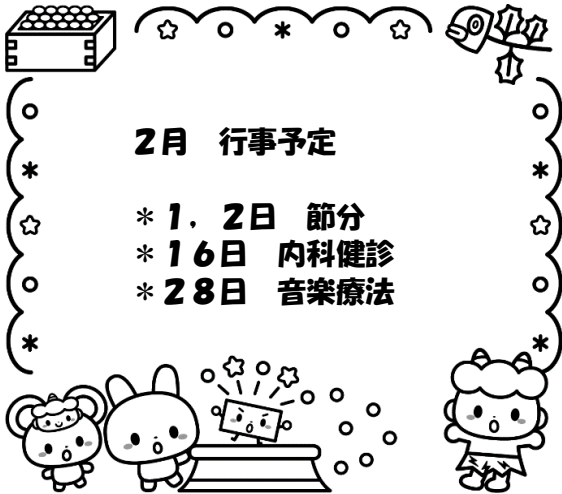 ２月　行事予定
＊１，２日　節分
＊１６日　内科健診
＊２８日　音楽療法